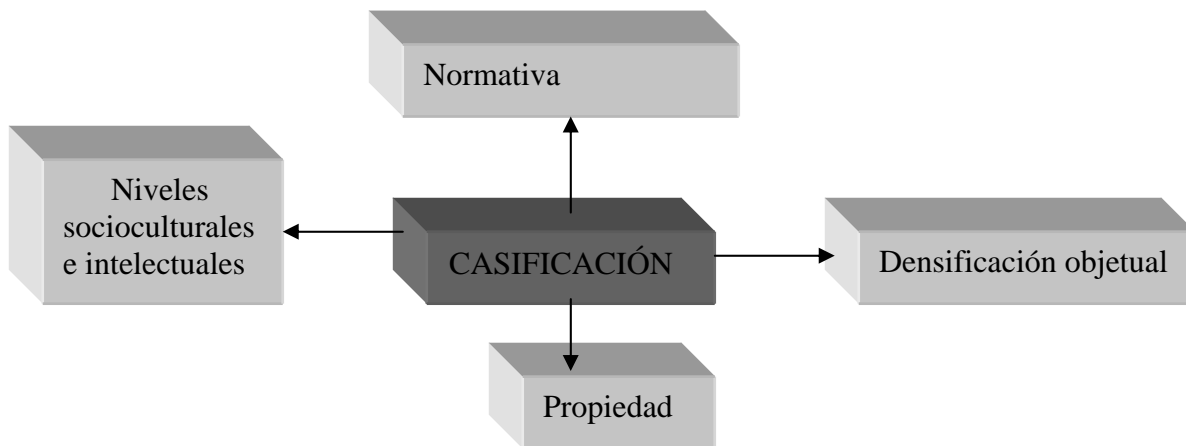 Normativa
Niveles
socioculturales
e intelectuales
CASIFICACIÓN
Densificación objetual
Propiedad